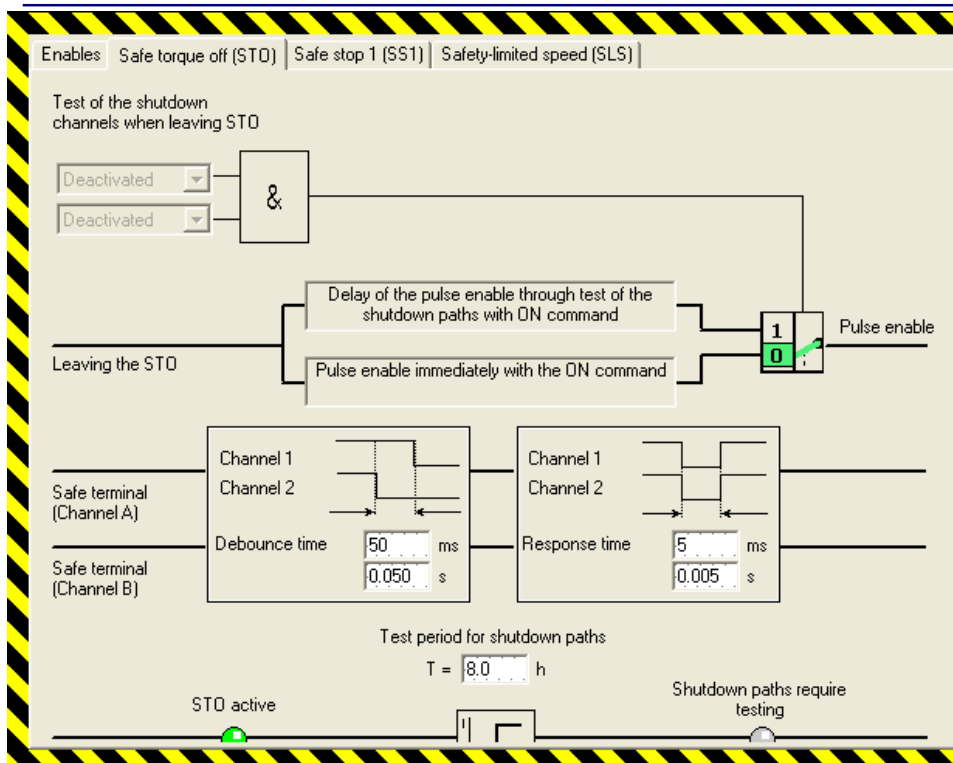 Enables Safe torque off (STO) Safe stop 1 (SS1) Safety-limited speed (SLS)
Test of the shutdown
channels when leaving STO
Deactivated
Deactivated
&
Delay of the pulse enable through test of the
shutdown paths with ON command
1
0
Pulse enable
Leaving the STO
Pulse enable immediately with the ON command
Channel 1
Channel 2
Channel 1
Channel 2
Safe terminal
(Channel A)
Debounce time 50 ms
0.050 s
Response time 5 ms
0.005 s
Safe terminal
(Channel B)
Test period for shutdown paths
T = 8.0 h
STO active
Shutdown paths require
testing